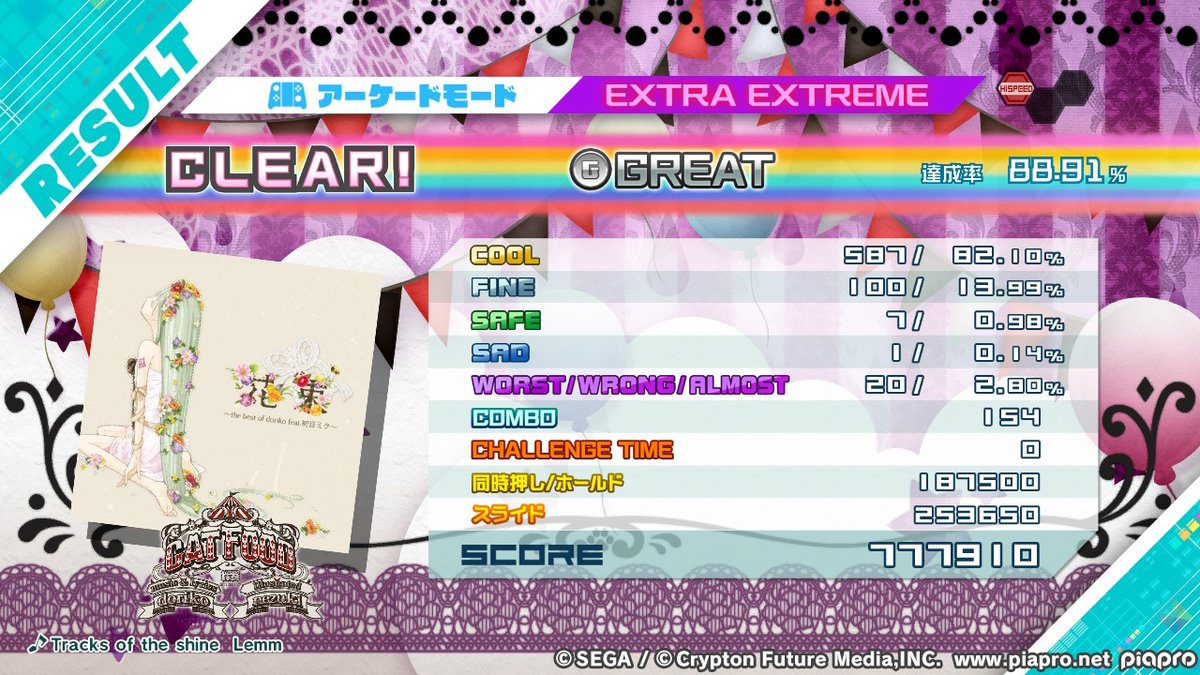 RESULT
アーケードモード
EXTRA EXTREME
HISPEED
CLEAR!
G GREAT
達成率 88.91%
COOL 587/ 82.10%
FINE 100/ 13.99%
SAFE 7/ 0.98%
SAD 1/ 0.14%
WORST/WRONG/ALMOST 20/ 2.80%
COMBO 154
CHALLENGE TIME 0
同時押し/ホールド 187500
スライド 253650
SCORE 777910
花束
~the best of doriko feat.初音ミク~
CAT FOOD
music & lyrics
doriko
illustrated
nezuki
♪Tracks of the shine Lemm
©SEGA / ©Crypton Future Media,INC. www.piapro.net piapro